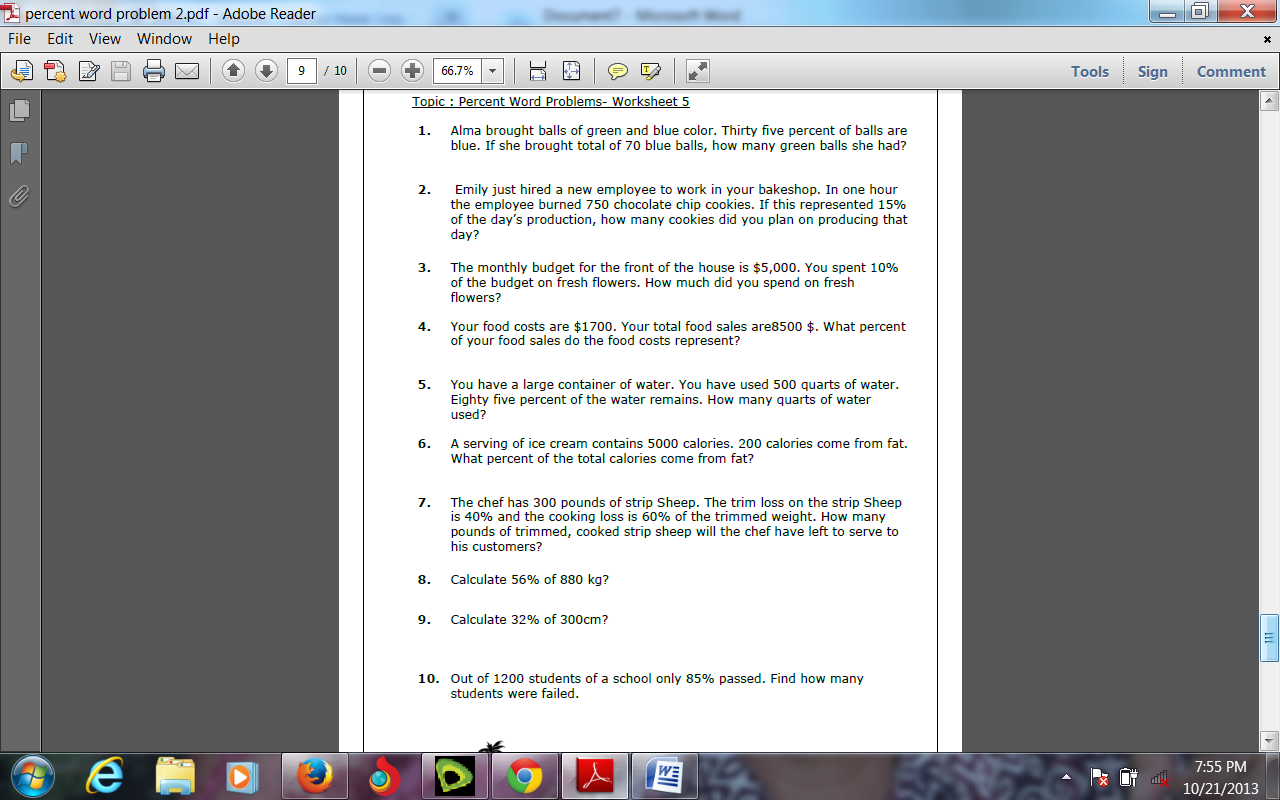 percent word problem 2.pdf - Adobe Reader
Document7 - Microsoft Word
File Edit View Window Help
9 / 10 66.7% Tools Sign Comment
Topic : Percent Word Problems- Worksheet 5
1. Alma brought balls of green and blue color. Thirty five percent of balls are
blue. If she brought total of 70 blue balls, how many green balls she had?
2. Emily just hired a new employee to work in your bakeshop. In one hour
the employee burned 750 chocolate chip cookies. If this represented 15%
of the day's production, how many cookies did you plan on producing that
day?
3. The monthly budget for the front of the house is $5,000. You spent 10%
of the budget on fresh flowers. How much did you spend on fresh
flowers?
4. Your food costs are $1700. Your total food sales are8500 $. What percent
of your food sales do the food costs represent?
5. You have a large container of water. You have used 500 quarts of water.
Eighty five percent of the water remains. How many quarts of water
used?
6. A serving of ice cream contains 5000 calories. 200 calories come from fat.
What percent of the total calories come from fat?
7. The chef has 300 pounds of strip Sheep. The trim loss on the strip Sheep
is 40% and the cooking loss is 60% of the trimmed weight. How many
pounds of trimmed, cooked strip sheep will the chef have left to serve to
his customers?
8. Calculate 56% of 880 kg?
9. Calculate 32% of 300cm?
10. Out of 1200 students of a school only 85% passed. Find how many
students were failed.
7:55 PM
10/21/2013